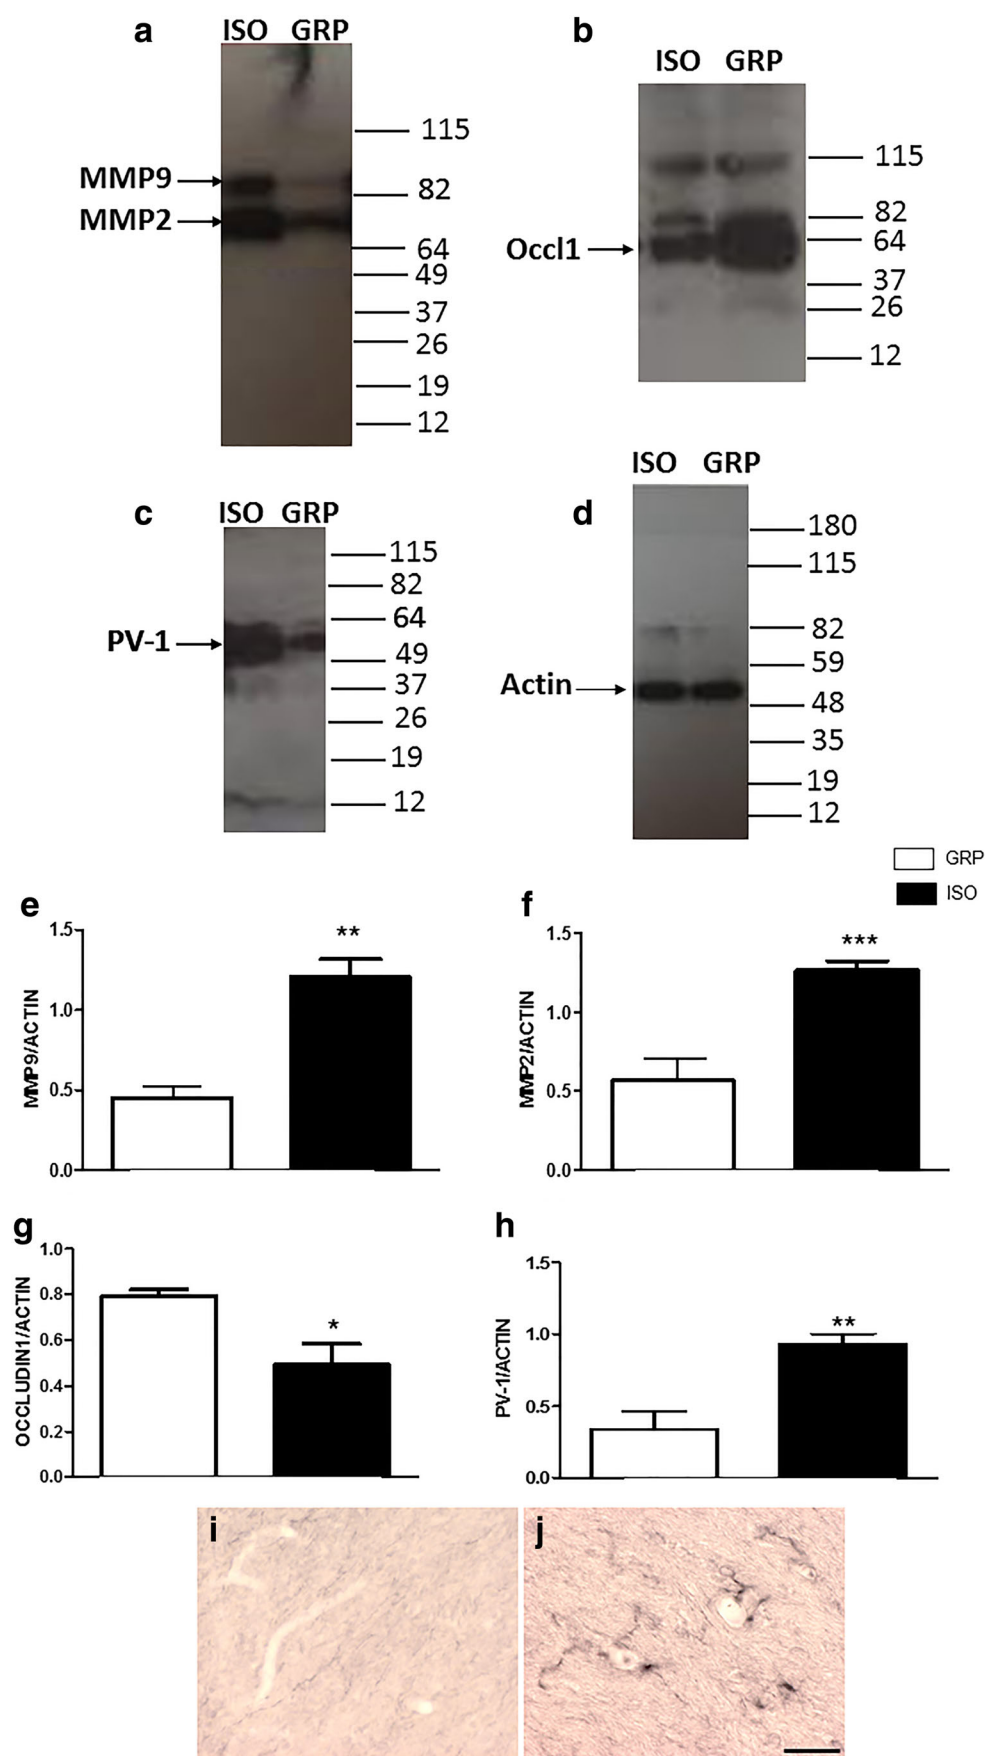 a
ISO GRP
MMP9
MMP2
115
82
64
49
37
26
19
12
b
ISO GRP
Occl1
115
82
64
37
26
12
c
ISO GRP
PV-1
115
82
64
49
37
26
19
12
d
ISO GRP
Actin
180
115
82
59
48
35
19
12
GRP
ISO
e
MMP9/ACTIN
1.5
1.0
0.5
0.0
**
f
MMP2/ACTIN
1.5
1.0
0.5
0.0
***
g
OCCLUDIN1/ACTIN
1.0
0.8
0.6
0.4
0.2
0.0
*
h
PV-1/ACTIN
1.5
1.0
0.5
0.0
**
i
j